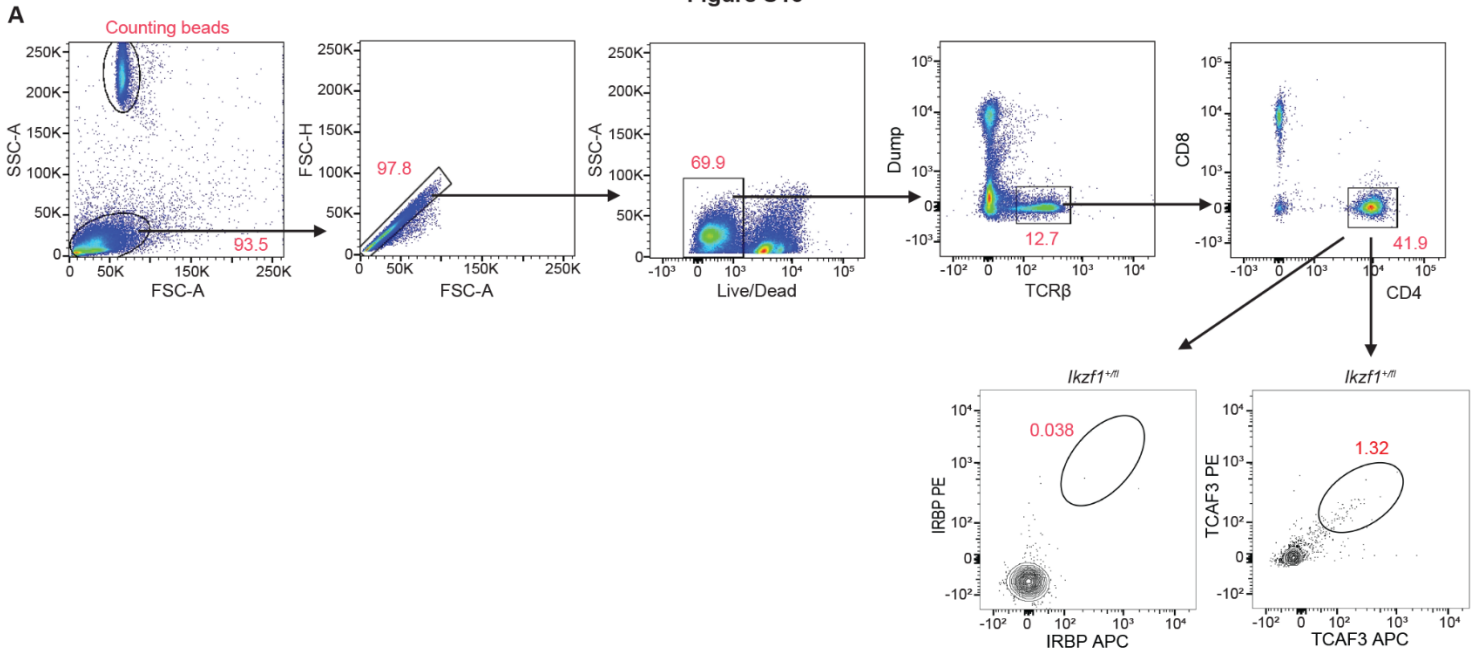 A
Counting beads
250K
200K
150K
100K
50K
0
SSC-A
93.5
0 50K 150K 250K
FSC-A
250K
200K
150K
100K
50K
0
FSC-H
97.8
0 50K 150K 250K
FSC-A
250K
200K
150K
100K
50K
0
SSC-A
69.9
-10³ 0 10³ 10⁴ 10⁵
Live/Dead
10⁵
10⁴
10³
0
-10³
Dump
12.7
-10² 0 10² 10³ 10⁴
TCRβ
10⁵
10⁴
10³
0
-10³
CD8
41.9
-10³ 0 10³ 10⁴ 10⁵
CD4
Ikzf1+/fl
10⁴
10³
10²
0
-10²
IRBP PE
0.038
-10² 0 10² 10³ 10⁴
IRBP APC
Ikzf1+/fl
10⁴
10³
10²
0
-10²
TCAF3 PE
1.32
-10² 0 10² 10³ 10⁴
TCAF3 APC